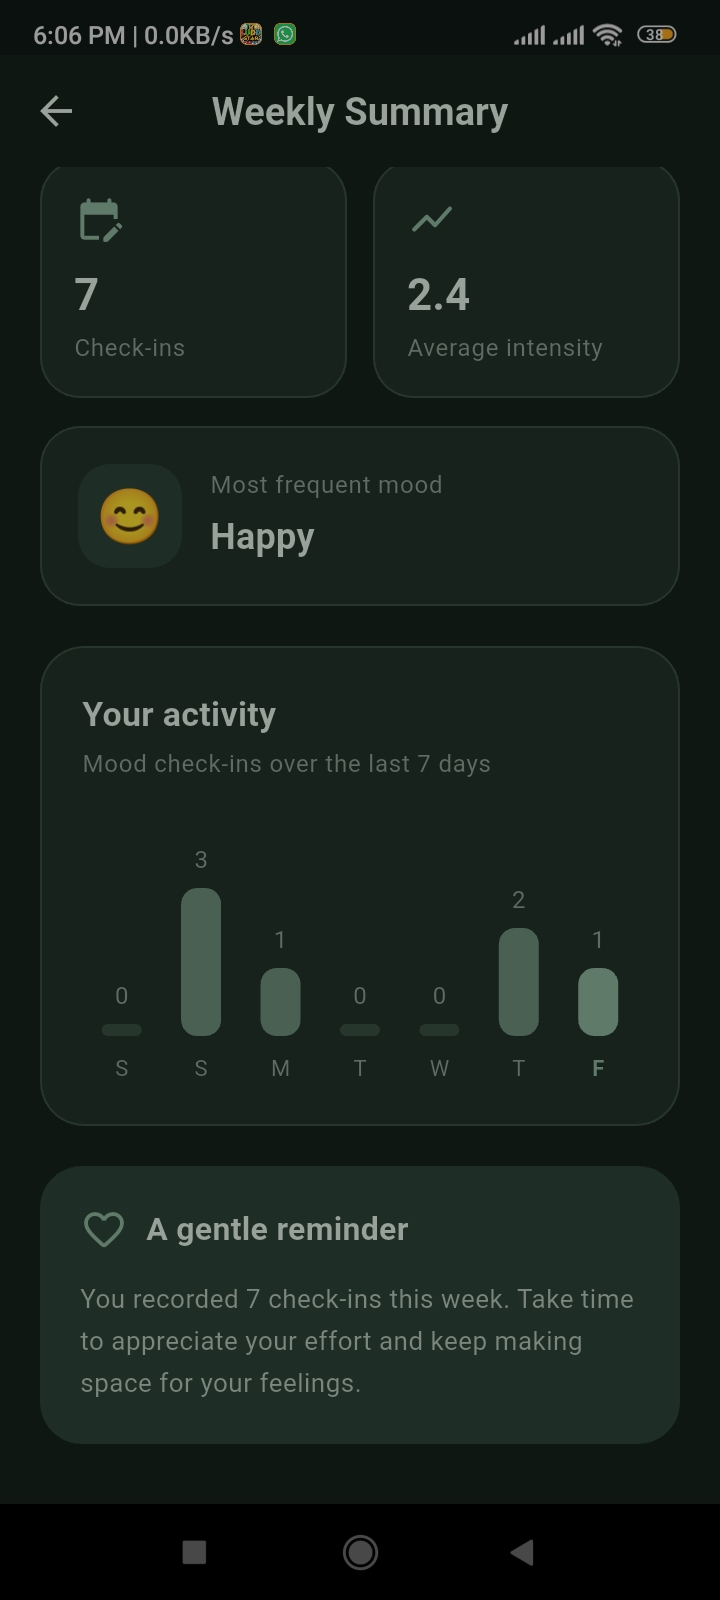 6:06 PM | 0.0KB/s 38
Weekly Summary
7
Check-ins
2.4
Average intensity
Most frequent mood
Happy
Your activity
Mood check-ins over the last 7 days
0 3 1 0 0 2 1
S S M T W T F
A gentle reminder
You recorded 7 check-ins this week. Take time
to appreciate your effort and keep making
space for your feelings.